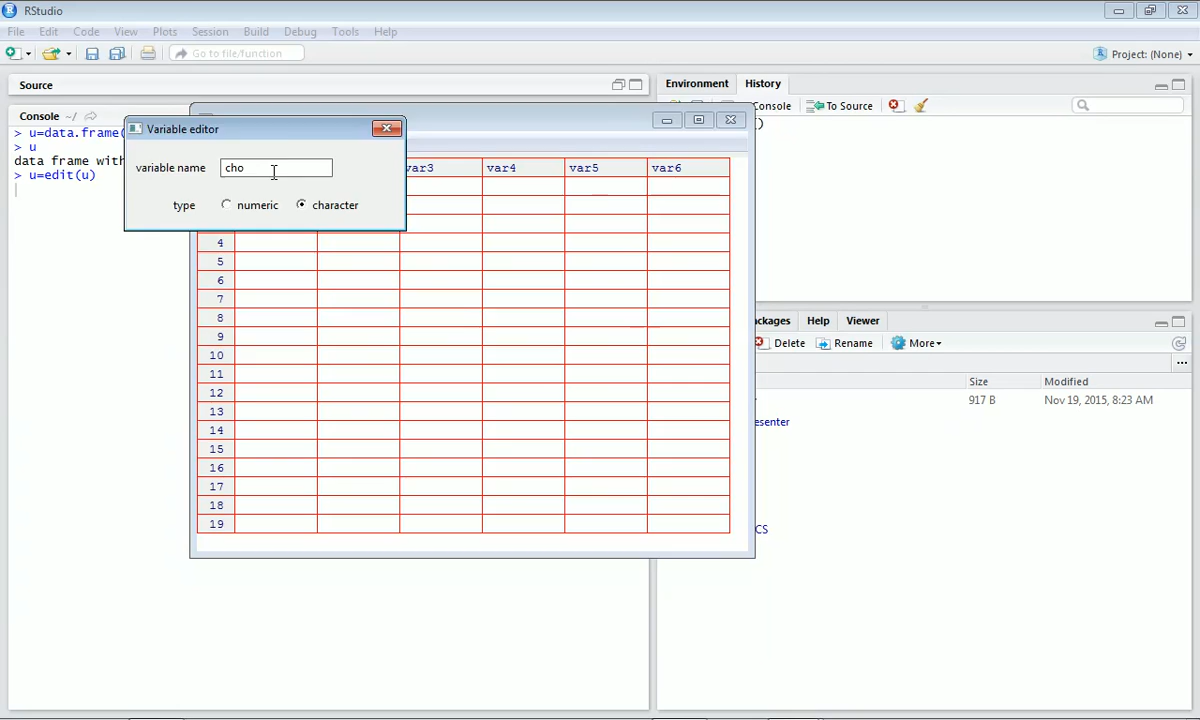 RStudio
File Edit Code View Plots Session Build Debug Tools Help
Go to file/function Project: (None)
Source
Environment History
Console ~/
Console To Source
> u=data.frame(
> u
data frame with
> u=edit(u)
)
Variable editor
variable name cho
type numeric character
var3 var4 var5 var6
4
5
6
7
8
9
10
11
12
13
14
15
16
17
18
19
ckages Help Viewer
Delete Rename More
Size Modified
917 B Nov 19, 2015, 8:23 AM
esenter
CS